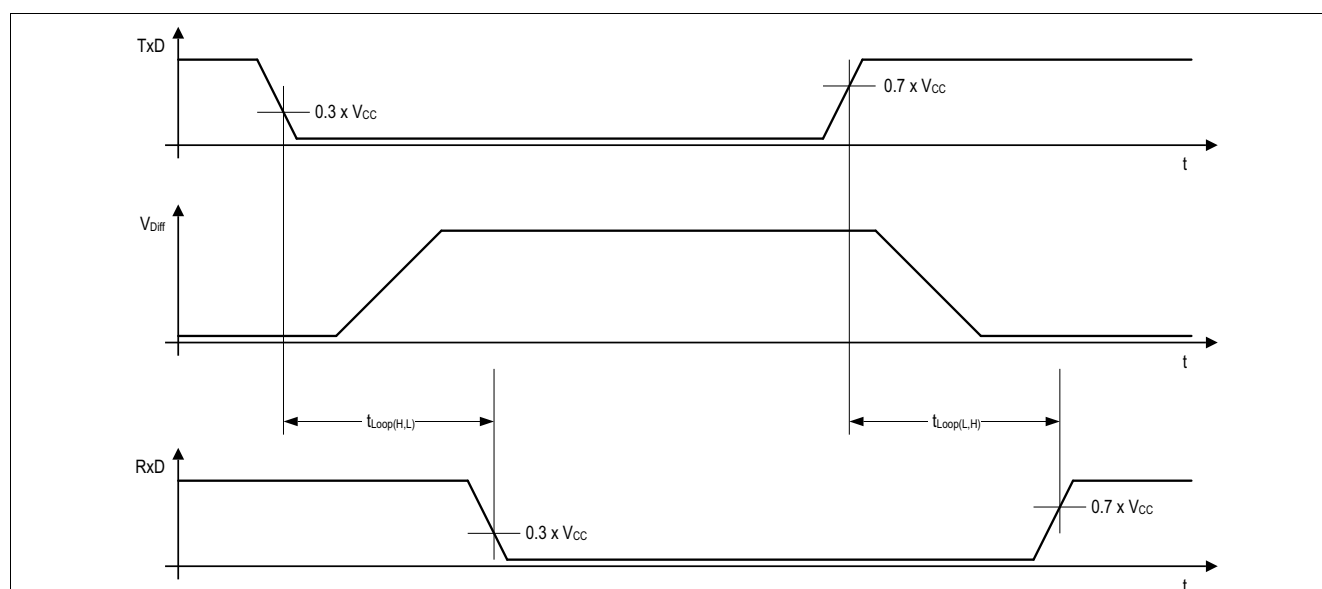 TxD
0.3 x VCC
0.7 x VCC
t
VDiff
t
tLoop(H,L)
tLoop(L,H)
RxD
0.3 x VCC
0.7 x VCC
t